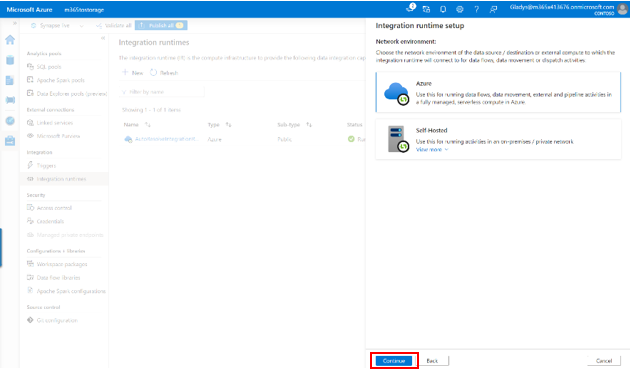 Microsoft Azure
m365testorage
Gladys@m365x413676.onmicrosoft.com
CONTOSO
Synapse live
Validate all
Publish all
Analytics pools
SQL pools
Apache Spark pools
Data Explorer pools (preview)
External connections
Linked services
Microsoft Purview
Integration
Triggers
Integration runtimes
Security
Access control
Credentials
Managed private endpoints
Configurations + libraries
Workspace packages
Data flow libraries
Apache Spark configurations
Source control
Git configuration
Integration runtimes
The integration runtime (IR) is the compute infrastructure to provide the following data integration cap
New
Refresh
Filter by name
Showing 1 - 1 of 1 items
Name
Type
Sub-type
Status
AutoResolveIntegrationR...
Azure
Public
Run
Integration runtime setup
Network environment:
Choose the network environment of the data source / destination or external compute to which the
integration runtime will connect to for data flows, data movement or dispatch activities.
Azure
Use this for running data flows, data movement, external and pipeline activities in
a fully managed, serverless compute in Azure.
Self-Hosted
Use this for running activities in an on-premises / private network
View more
Continue
Back
Cancel